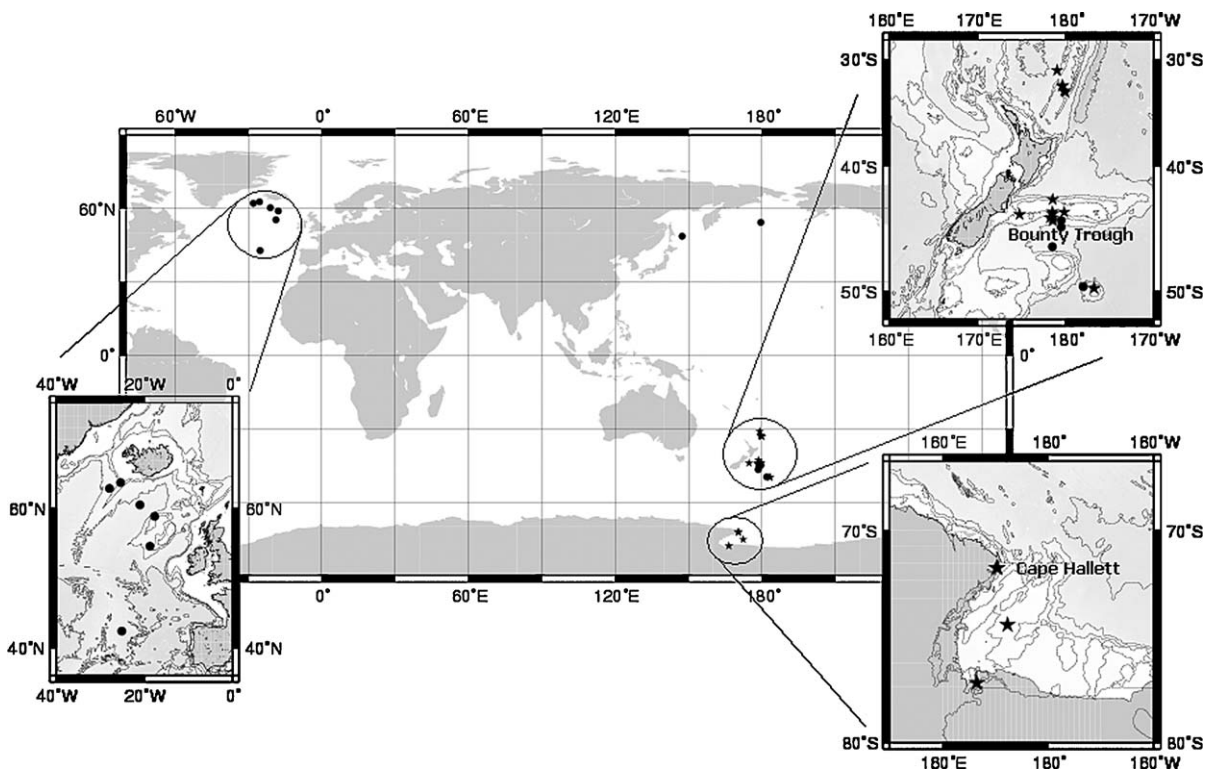 160°E 170°E 180° 170°W
30°S 30°S
40°S 40°S
Bounty Trough
50°S 50°S
160°E 170°E 180° 170°W
60°W 0° 60°E 120°E 180°
60°N
0° 0°
0° 60°E 120°E 180°
40°W 20°W 0°
60°N 60°N
40°N 40°N
40°W 20°W 0°
160°E 180° 160°W
70°S 70°S
Cape Hallett
80°S 80°S
160°E 180° 160°W